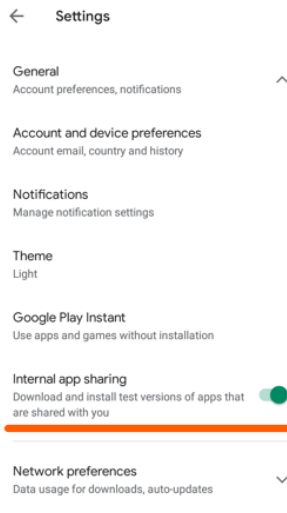 Settings
General
Account preferences, notifications
Account and device preferences
Account email, country and history
Notifications
Manage notification settings
Theme
Light
Google Play Instant
Use apps and games without installation
Internal app sharing
Download and install test versions of apps that
are shared with you
Network preferences
Data usage for downloads, auto-updates